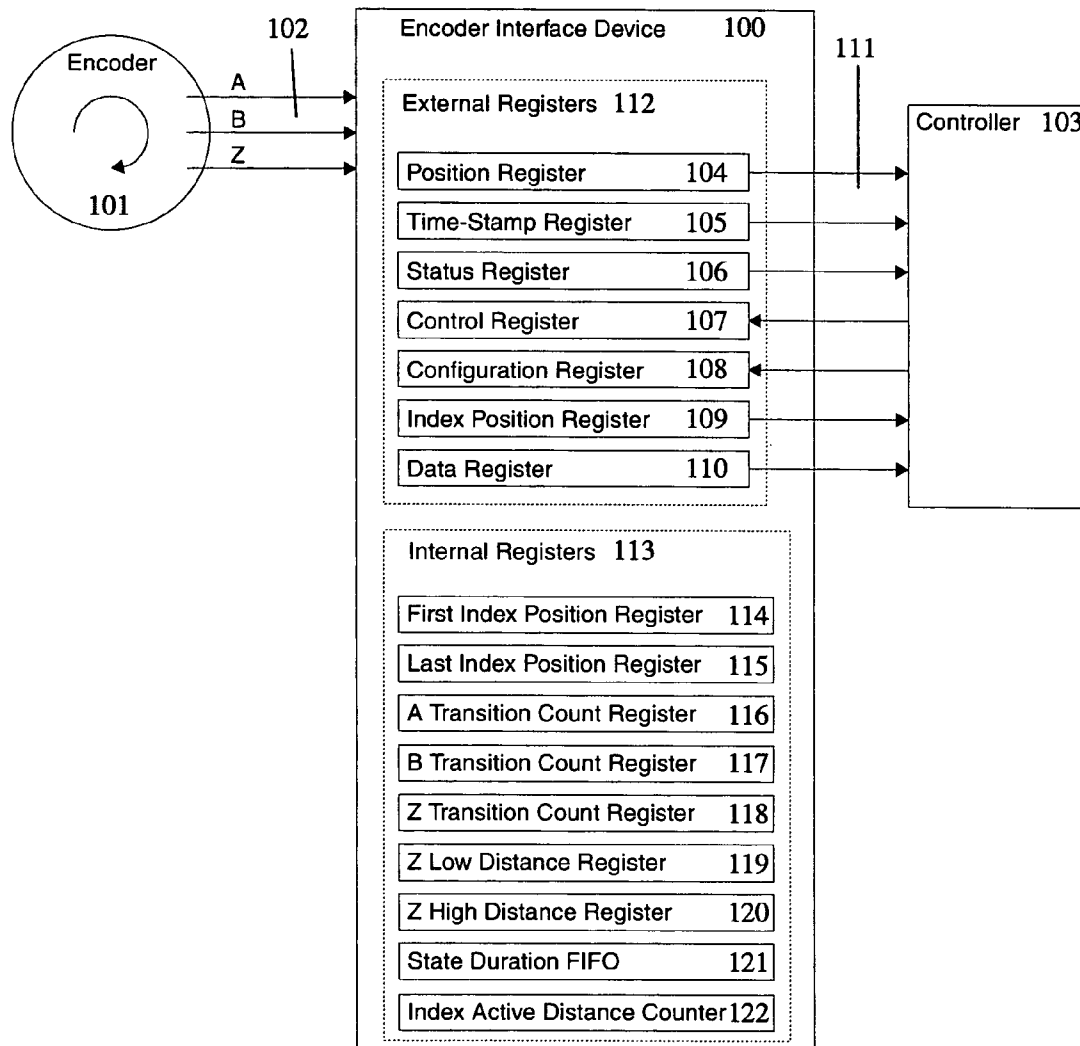 Encoder
101
A
B
Z
102
Encoder Interface Device 100
External Registers 112
Position Register 104
Time-Stamp Register 105
Status Register 106
Control Register 107
Configuration Register 108
Index Position Register 109
Data Register 110
111
Controller 103
Internal Registers 113
First Index Position Register 114
Last Index Position Register 115
A Transition Count Register 116
B Transition Count Register 117
Z Transition Count Register 118
Z Low Distance Register 119
Z High Distance Register 120
State Duration FIFO 121
Index Active Distance Counter 122